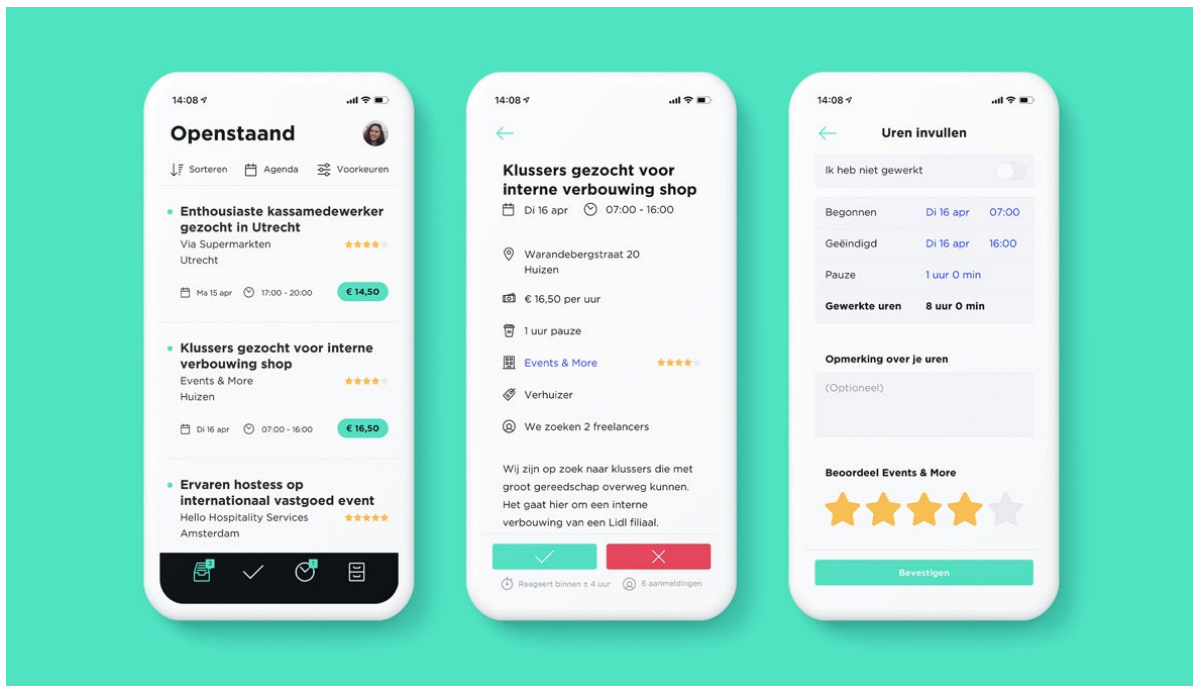 14:08
Openstaand
Sorteren Agenda Voorkeuren
Enthousiaste kassamedewerker
gezocht in Utrecht
Via Supermarkten
Utrecht
Ma 15 apr 17:00 - 20:00 € 14,50
Klussers gezocht voor interne
verbouwing shop
Events & More
Huizen
Di 16 apr 07:00 - 16:00 € 16,50
Ervaren hostess op
internationaal vastgoed event
Hello Hospitality Services
Amsterdam
3 1
14:08
Klussers gezocht voor
interne verbouwing shop
Di 16 apr 07:00 - 16:00
Warandebergstraat 20
Huizen
€ 16,50 per uur
1 uur pauze
Events & More
Verhuizer
We zoeken 2 freelancers
Wij zijn op zoek naar klussers die met
groot gereedschap overweg kunnen.
Het gaat hier om een interne
verbouwing van een Lidl filiaal.
Reageert binnen ± 4 uur 6 aanmeldingen
14:08
Uren invullen
Ik heb niet gewerkt
Begonnen Di 16 apr 07:00
Geëindigd Di 16 apr 16:00
Pauze 1 uur 0 min
Gewerkte uren 8 uur 0 min
Opmerking over je uren
(Optioneel)
Beoordeel Events & More
Bevestigen